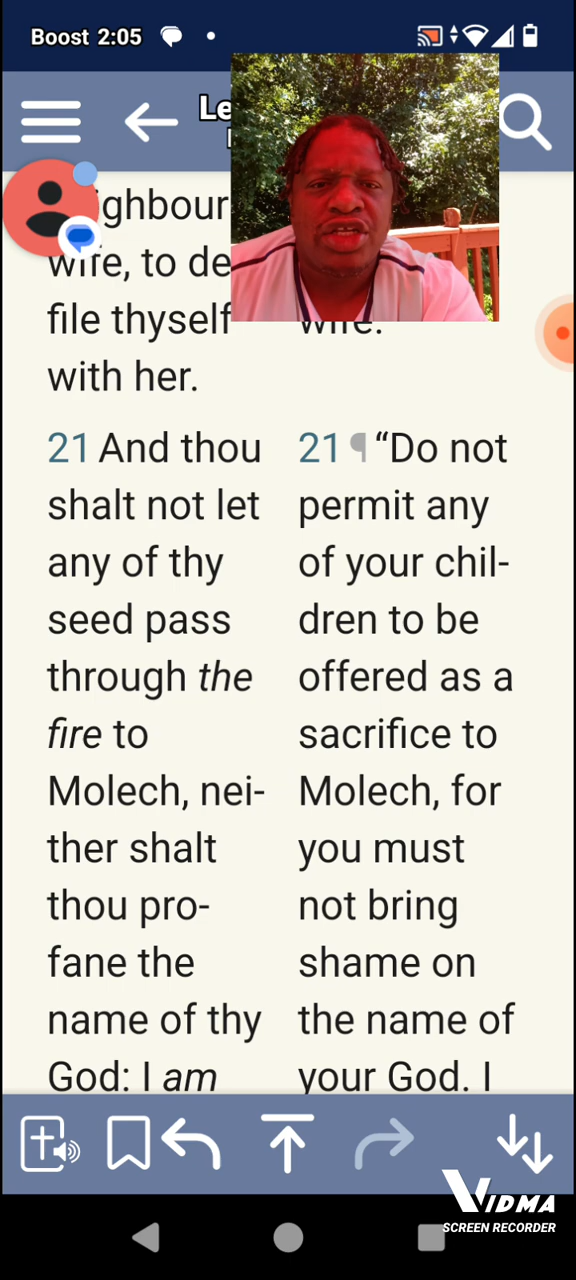 Boost 2:05
Le
ighbour
wife, to de
file thyself
with her.
21 And thou
shalt not let
any of thy
seed pass
through the
fire to
Molech, nei-
ther shalt
thou pro-
fane the
name of thy
God: I am
wife.
21 ¶ “Do not
permit any
of your chil-
dren to be
offered as a
sacrifice to
Molech, for
you must
not bring
shame on
the name of
your God. I
VIDMA
SCREEN RECORDER